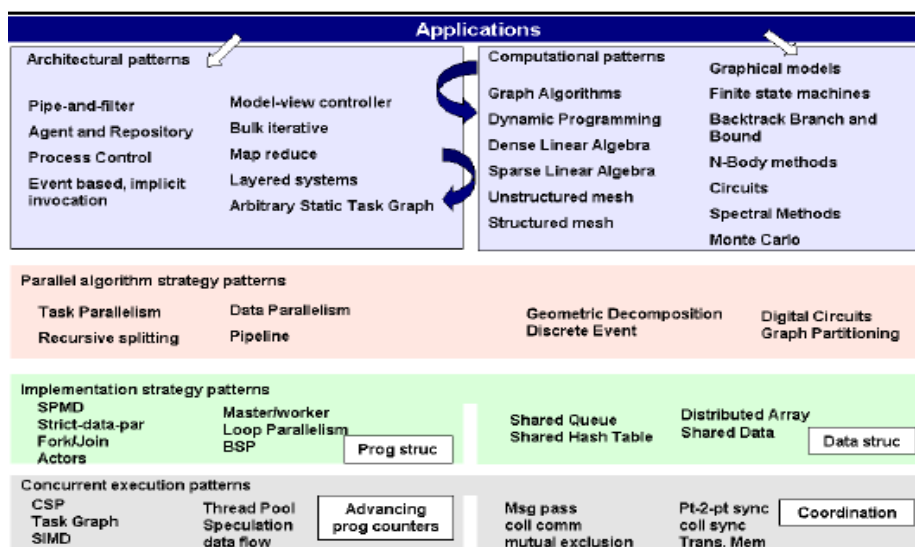 Applications
Architectural patterns
Pipe-and-filter
Agent and Repository
Process Control
Event based, implicit
invocation
Model-view controller
Bulk iterative
Map reduce
Layered systems
Arbitrary Static Task Graph
Computational patterns
Graph Algorithms
Dynamic Programming
Dense Linear Algebra
Sparse Linear Algebra
Unstructured mesh
Structured mesh
Graphical models
Finite state machines
Backtrack Branch and
Bound
N-Body methods
Circuits
Spectral Methods
Monte Carlo
Parallel algorithm strategy patterns
Task Parallelism
Recursive splitting
Data Parallelism
Pipeline
Geometric Decomposition
Discrete Event
Digital Circuits
Graph Partitioning
Implementation strategy patterns
SPMD
Strict-data-par
Fork/Join
Actors
Master/worker
Loop Parallelism
BSP
Prog struc
Shared Queue
Shared Hash Table
Distributed Array
Shared Data
Data struc
Concurrent execution patterns
CSP
Task Graph
SIMD
Thread Pool
Speculation
data flow
Advancing
prog counters
Msg pass
coll comm
mutual exclusion
Pt-2-pt sync
coll sync
Trans. Mem
Coordination